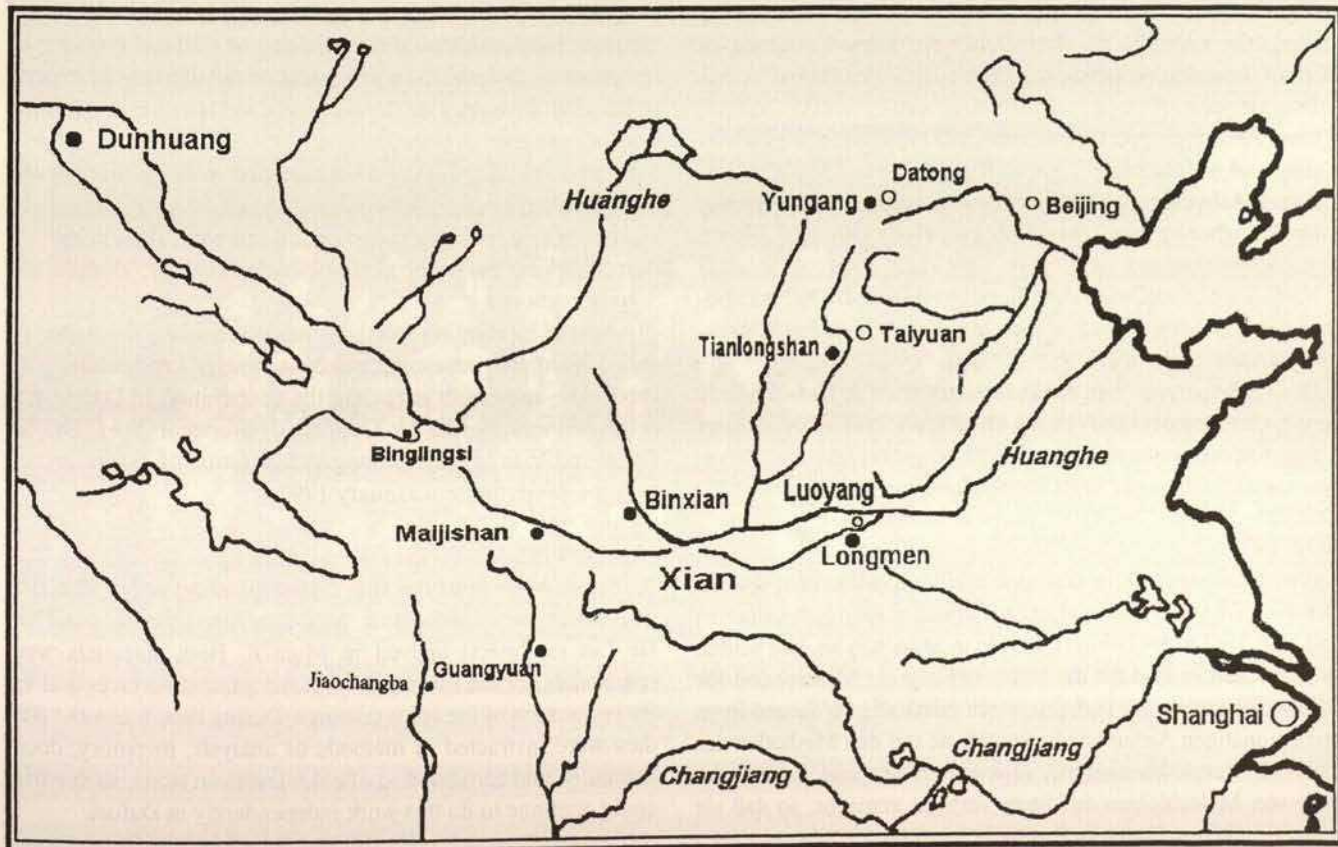 Dunhuang
Huanghe
Datong
Yungang
Beijing
Tianlongshan
Taiyuan
Binglingsi
Huanghe
Binxian
Luoyang
Maijishan
Longmen
Xian
Guangyuan
Jiaochangba
Shanghai
Changjiang
Changjiang